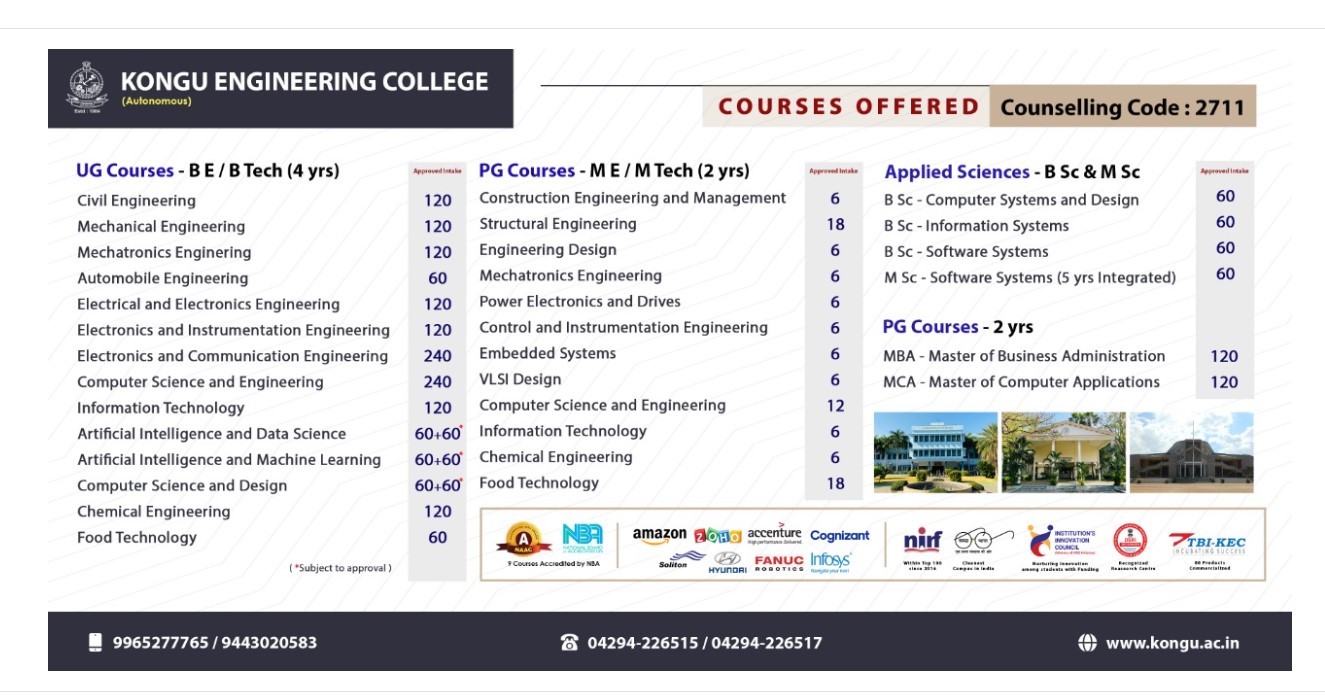 KONGU ENGINEERING COLLEGE
(Autonomous)
Estd : 1984
COURSES OFFERED
Counselling Code : 2711
UG Courses - B E / B Tech (4 yrs) Approved Intake
Civil Engineering 120
Mechanical Engineering 120
Mechatronics Enginering 120
Automobile Engineering 60
Electrical and Electronics Engineering 120
Electronics and Instrumentation Engineering 120
Electronics and Communication Engineering 240
Computer Science and Engineering 240
Information Technology 120
Artificial Intelligence and Data Science 60+60*
Artificial Intelligence and Machine Learning 60+60*
Computer Science and Design 60+60*
Chemical Engineering 120
Food Technology 60
( *Subject to approval )
PG Courses - M E / M Tech (2 yrs) Approved Intake
Construction Engineering and Management 6
Structural Engineering 18
Engineering Design 6
Mechatronics Engineering 6
Power Electronics and Drives 6
Control and Instrumentation Engineering 6
Embedded Systems 6
VLSI Design 6
Computer Science and Engineering 12
Information Technology 6
Chemical Engineering 6
Food Technology 18
Applied Sciences - B Sc & M Sc Approved Intake
B Sc - Computer Systems and Design 60
B Sc - Information Systems 60
B Sc - Software Systems 60
M Sc - Software Systems (5 yrs Integrated) 60
PG Courses - 2 yrs
MBA - Master of Business Administration 120
MCA - Master of Computer Applications 120
A
NAAC
NBA
NATIONAL BOARD
of ACCREDITATION
9 Courses Accredited by NBA
amazon ZOHO accenture Cognizant
High performance. Delivered.
Soliton HYUNDAI FANUC ROBOTICS Infosys
nirf
Within Top 100
since 2016
Cleanest
Campus in India
INSTITUTION'S
INNOVATION
COUNCIL
Nurturing Innovation
among students with Funding
Recognized
Research Centre
TBI-KEC
INCUBATING SUCCESS
80 Products
Commercialized
9965277765 / 9443020583
04294-226515 / 04294-226517
www.kongu.ac.in